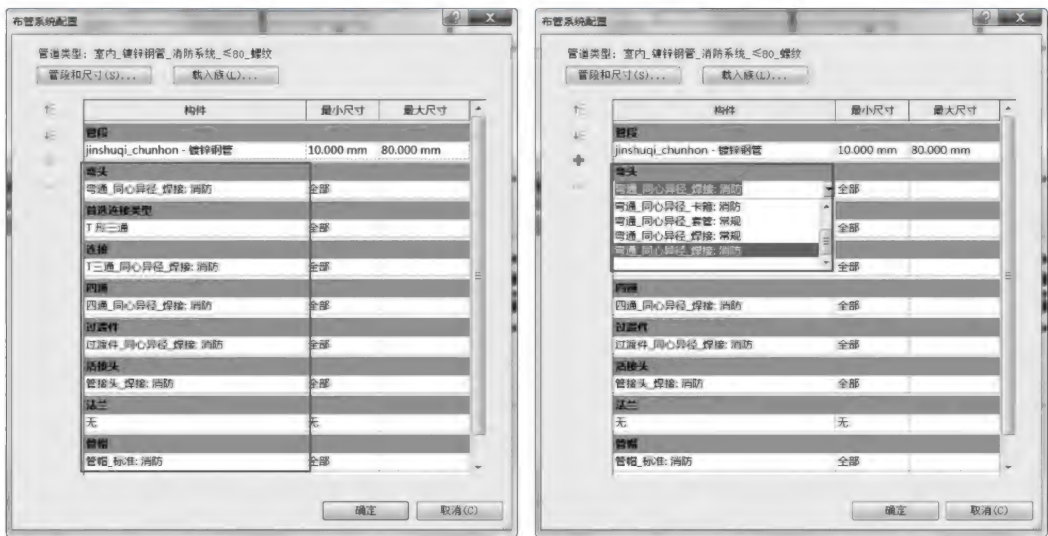 布管系统配置
管道类型：室内_镀锌钢管_消防系统_≤80_螺纹
管段和尺寸(S)... 载入族(L)...
构件 最小尺寸 最大尺寸
管段
jinshuqi_chunhon - 镀锌钢管 10.000 mm 80.000 mm
弯头
弯通_同心异径_焊接: 消防 全部
首选连接类型
T 形三通 全部
连接
T三通_同心异径_焊接: 消防 全部
四通
四通_同心异径_焊接: 消防 全部
过渡件
过渡件_同心异径_焊接: 消防 全部
活接头
管接头_焊接: 消防 全部
法兰
无 无
管帽
管帽_标准: 消防 全部
确定 取消(C)
布管系统配置
管道类型：室内_镀锌钢管_消防系统_≤80_螺纹
管段和尺寸(S)... 载入族(L)...
构件 最小尺寸 最大尺寸
管段
jinshuqi_chunhon - 镀锌钢管 10.000 mm 80.000 mm
弯头
弯通_同心异径_焊接: 消防 全部
弯通_同心异径_卡箍: 消防
弯通_同心异径_套管: 常规 全部
弯通_同心异径_焊接: 常规
弯通_同心异径_焊接: 消防
全部
四通
四通_同心异径_焊接: 消防 全部
过渡件
过渡件_同心异径_焊接: 消防 全部
活接头
管接头_焊接: 消防 全部
法兰
无 无
管帽
管帽_标准: 消防 全部
确定 取消(C)